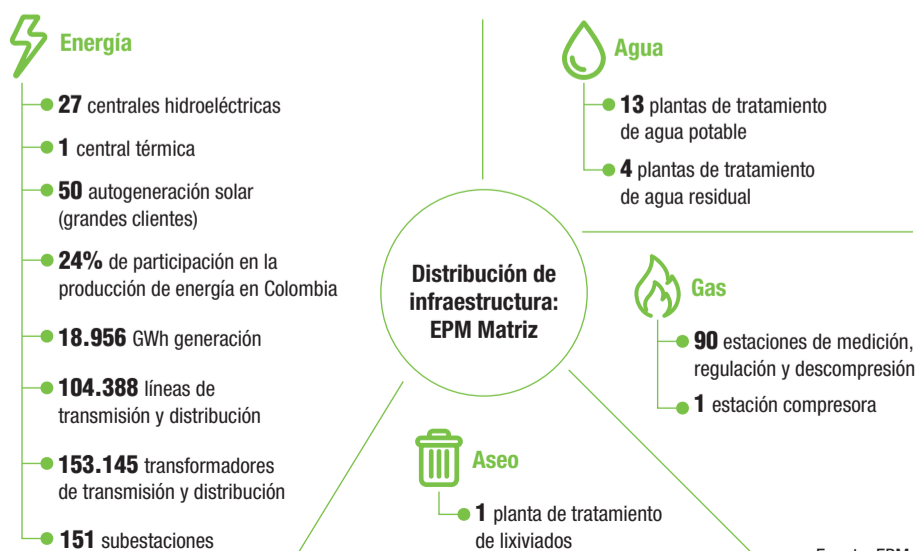 Energía
27 centrales hidroeléctricas
1 central térmica
50 autogeneración solar
(grandes clientes)
24% de participación en la
producción de energía en Colombia
18.956 GWh generación
104.388 líneas de
transmisión y distribución
153.145 transformadores
de transmisión y distribución
151 subestaciones
Distribución de
infraestructura:
EPM Matriz
Agua
13 plantas de tratamiento
de agua potable
4 plantas de tratamiento
de agua residual
Gas
90 estaciones de medición,
regulación y descompresión
1 estación compresora
Aseo
1 planta de tratamiento
de lixiviados